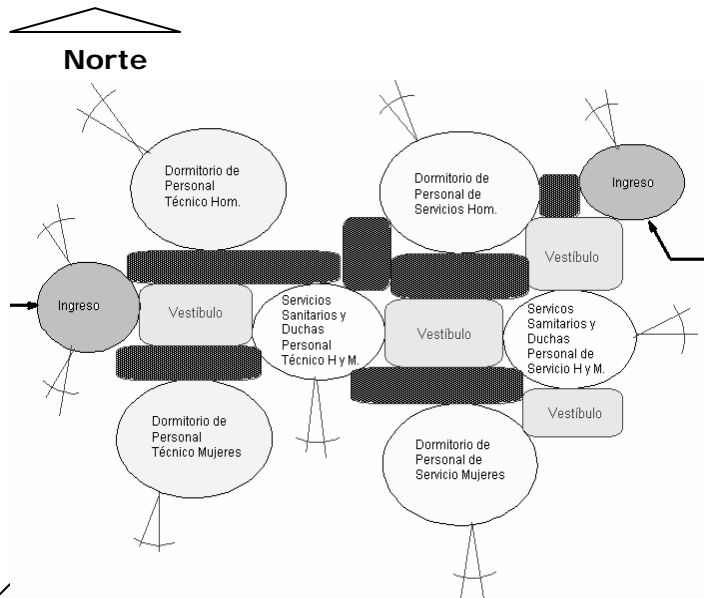 Norte
Dormitorio de
Personal
Técnico Hom.
Dormitorio de
Personal de
Servicios Hom.
Ingreso
Vestíbulo
Ingreso
Vestíbulo
Servicios
Sanitarios y
Duchas
Personal
Técnico H y M.
Vestíbulo
Servicos
Sanitarios y
Duchas
Personal de
Servicio H y M.
Vestíbulo
Dormitorio de
Personal
Técnico Mujeres
Dormitorio de
Personal de
Servicio Mujeres